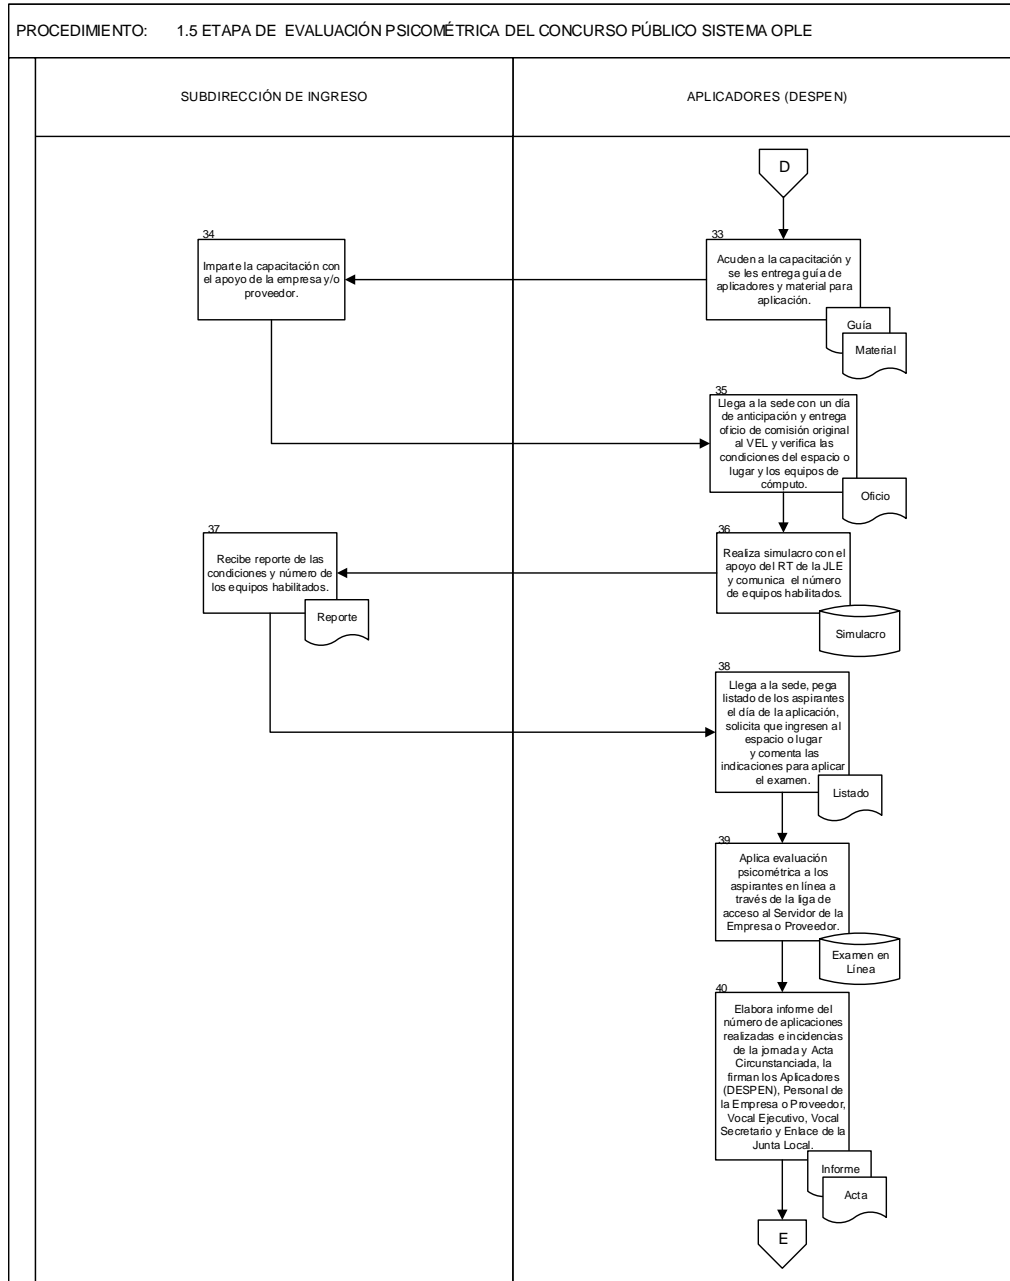 PROCEDIMIENTO: 1.5 ETAPA DE EVALUACIÓN PSICOMÉTRICA DEL CONCURSO PÚBLICO SISTEMA OPLE
SUBDIRECCIÓN DE INGRESO
APLICADORES (DESPEN)
D
33
Acuden a la capacitación y
se les entrega guía de
aplicadores y material para
aplicación.
Guía
Material
34
Imparte la capacitación con
el apoyo de la empresa y/o
proveedor.
35
Llega a la sede con un día
de anticipación y entrega
oficio de comisión original
al VEL y verifica las
condiciones del espacio o
lugar y los equipos de
cómputo.
Oficio
36
Realiza simulacro con el
apoyo del RT de la JLE
y comunica el número
de equipos habilitados.
Simulacro
37
Recibe reporte de las
condiciones y número de
los equipos habilitados.
Reporte
38
Llega a la sede, pega
listado de los aspirantes
el día de la aplicación,
solicita que ingresen al
espacio o lugar
y comenta las
indicaciones para aplicar
el examen.
Listado
39
Aplica evaluación
psicométrica a los
aspirantes en línea a
través de la liga de
acceso al Servidor de la
Empresa o Proveedor.
Examen en
Línea
40
Elabora informe del
número de aplicaciones
realizadas e incidencias
de la jornada y Acta
Circunstanciada, la
firman los Aplicadores
(DESPEN), Personal de
la Empresa o Proveedor,
Vocal Ejecutivo, Vocal
Secretario y Enlace de la
Junta Local.
Informe
Acta
E